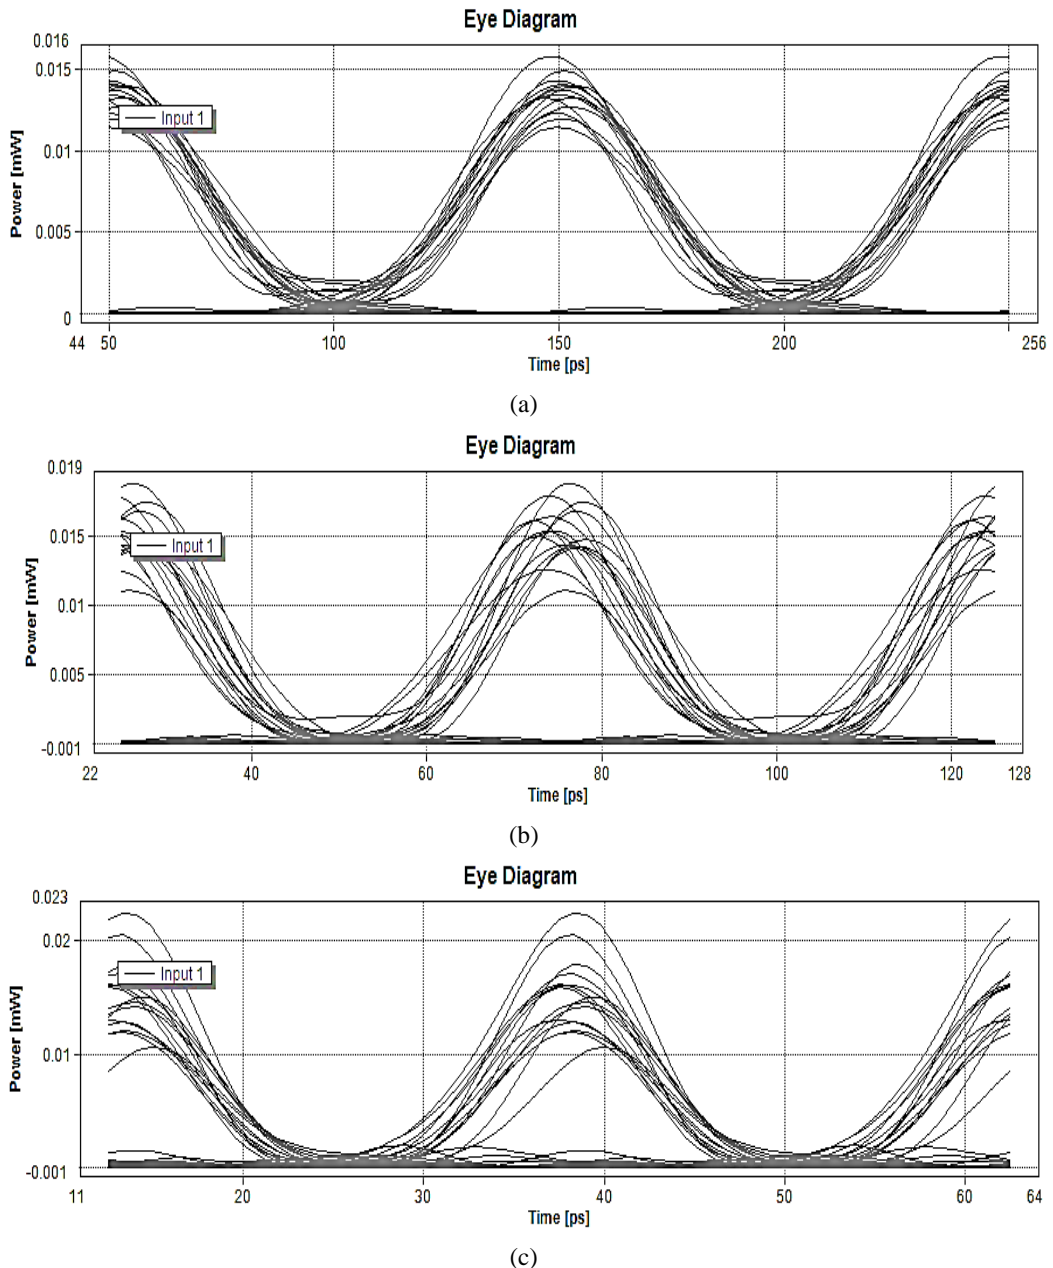 Eye Diagram
0.016
0.015
Input 1
0.01
Power [mW]
0.005
0
44 50 100 150 200 256
Time [ps]
(a)
Eye Diagram
0.019
0.015
Input 1
0.01
Power [mW]
0.005
-0.001
22 40 60 80 100 120 128
Time [ps]
(b)
Eye Diagram
0.023
0.02
Input 1
Power [mW]
0.01
-0.001
11 20 30 40 50 60 64
Time [ps]
(c)